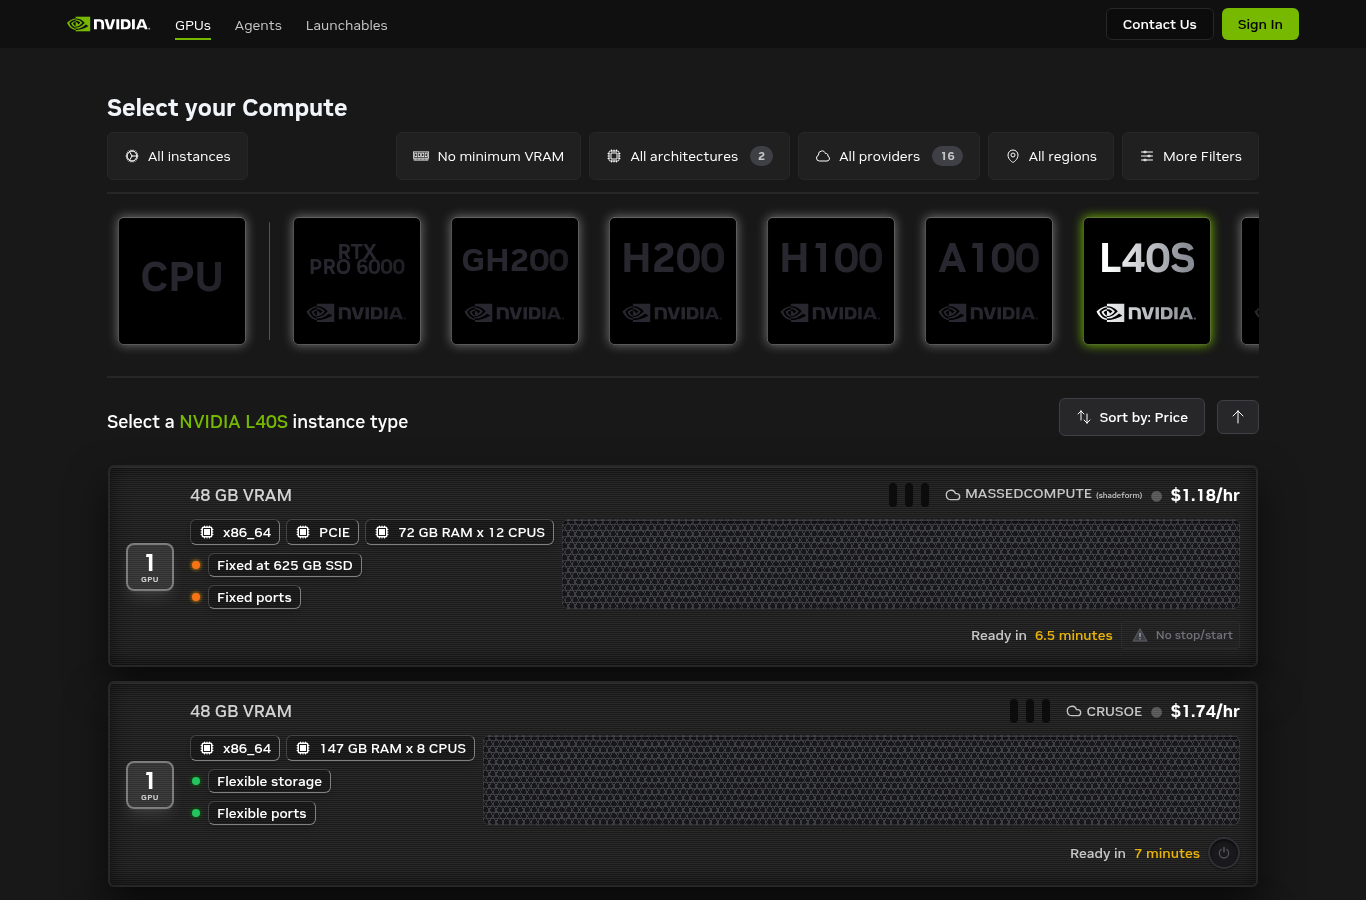 NVIDIA.
GPUs
Agents
Launchables
Contact Us
Sign In
Select your Compute
All instances
No minimum VRAM
All architectures 2
All providers 16
All regions
More Filters
CPU
RTX
PRO 6000
NVIDIA.
GH200
NVIDIA.
H200
NVIDIA.
H100
NVIDIA.
A100
NVIDIA.
L40S
NVIDIA.
Select a NVIDIA L40S instance type
Sort by: Price
48 GB VRAM
MASSEDCOMPUTE (shadeform) $1.18/hr
x86_64
PCIE
72 GB RAM x 12 CPUS
1
GPU
Fixed at 625 GB SSD
Fixed ports
Ready in 6.5 minutes
No stop/start
48 GB VRAM
CRUSOE $1.74/hr
x86_64
147 GB RAM x 8 CPUS
1
GPU
Flexible storage
Flexible ports
Ready in 7 minutes